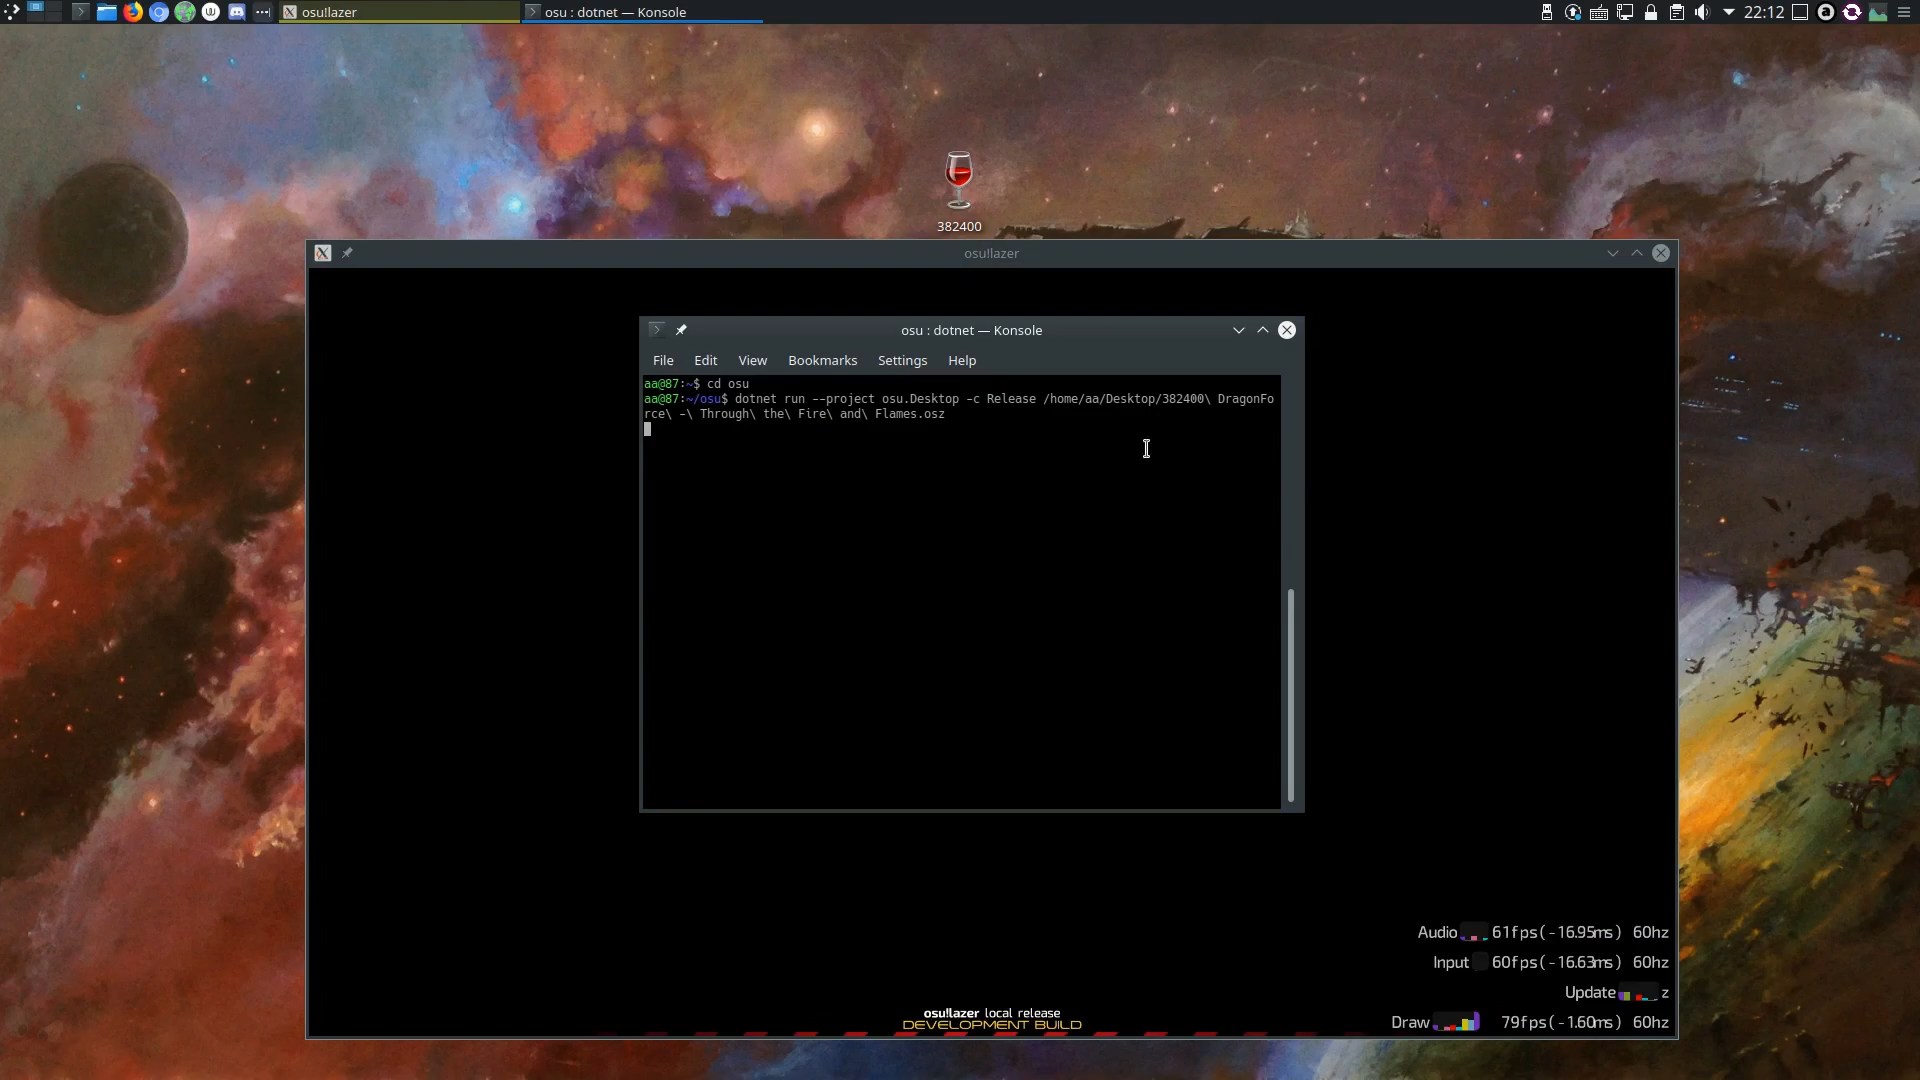 osu!lazer
osu : dotnet — Konsole
22:12
382400
osu!lazer
osu : dotnet — Konsole
File Edit View Bookmarks Settings Help
aa@87:~$ cd osu
aa@87:~/osu$ dotnet run --project osu.Desktop -c Release /home/aa/Desktop/382400\ DragonFo
rce\ -\ Through\ the\ Fire\ and\ Flames.osz
Audio 61fps(-16.95ms) 60hz
Input 60fps(-16.63ms) 60hz
Update z
Draw 79fps(-1.60ms) 60hz
osu!lazer local release
DEVELOPMENT BUILD